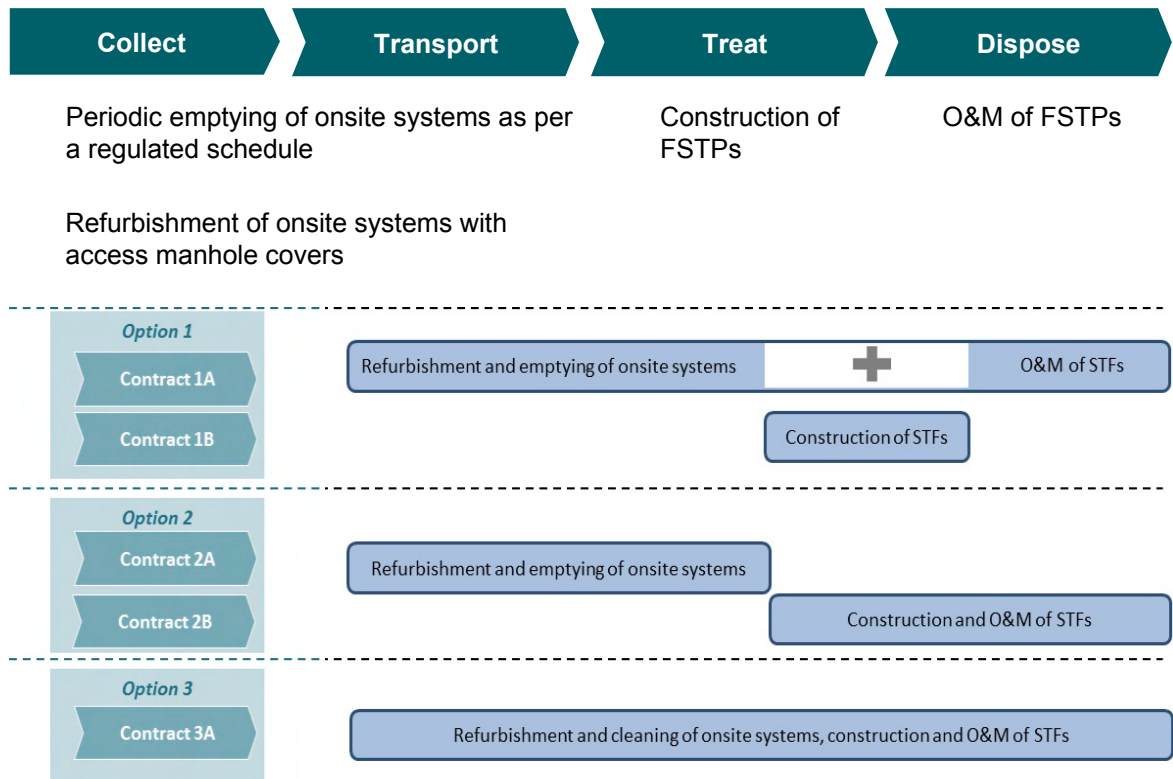 Collect
Transport
Treat
Dispose
Periodic emptying of onsite systems as per
a regulated schedule
Construction of
FSTPs
O&M of FSTPs
Refurbishment of onsite systems with
access manhole covers
Option 1
Contract 1A
Refurbishment and emptying of onsite systems
O&M of STFs
Contract 1B
Construction of STFs
Option 2
Contract 2A
Refurbishment and emptying of onsite systems
Contract 2B
Construction and O&M of STFs
Option 3
Contract 3A
Refurbishment and cleaning of onsite systems, construction and O&M of STFs